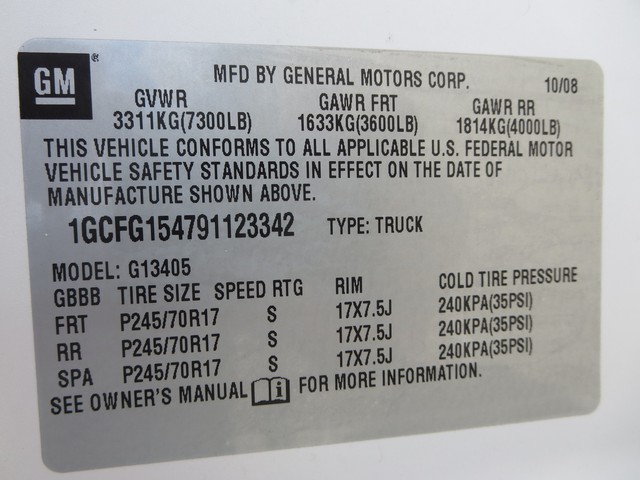 GM®
MFD BY GENERAL MOTORS CORP. 10/08
GVWR GAWR FRT GAWR RR
3311KG(7300LB) 1633KG(3600LB) 1814KG(4000LB)
THIS VEHICLE CONFORMS TO ALL APPLICABLE U.S. FEDERAL MOTOR
VEHICLE SAFETY STANDARDS IN EFFECT ON THE DATE OF
MANUFACTURE SHOWN ABOVE.
1GCFG154791123342 TYPE: TRUCK
MODEL: G13405
GBBB TIRE SIZE SPEED RTG RIM COLD TIRE PRESSURE
FRT P245/70R17 S 17X7.5J 240KPA(35PSI)
RR P245/70R17 S 17X7.5J 240KPA(35PSI)
SPA P245/70R17 S 17X7.5J 240KPA(35PSI)
SEE OWNER'S MANUAL i FOR MORE INFORMATION.